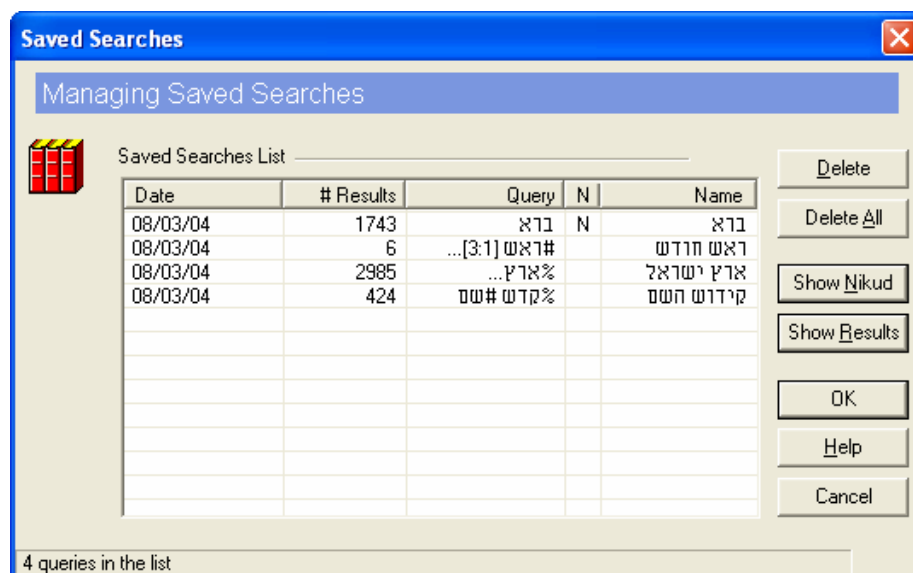 Saved Searches
Managing Saved Searches
Saved Searches List
Date # Results Query N Name
08/03/04 1743 ברא N ברא
08/03/04 6 #ראש [3:1]... ראש חודש
08/03/04 2985 %ארץ... ארץ ישראל
08/03/04 424 %קדש #שם קידוש השם
Delete
Delete All
Show Nikud
Show Results
OK
Help
Cancel
4 queries in the list